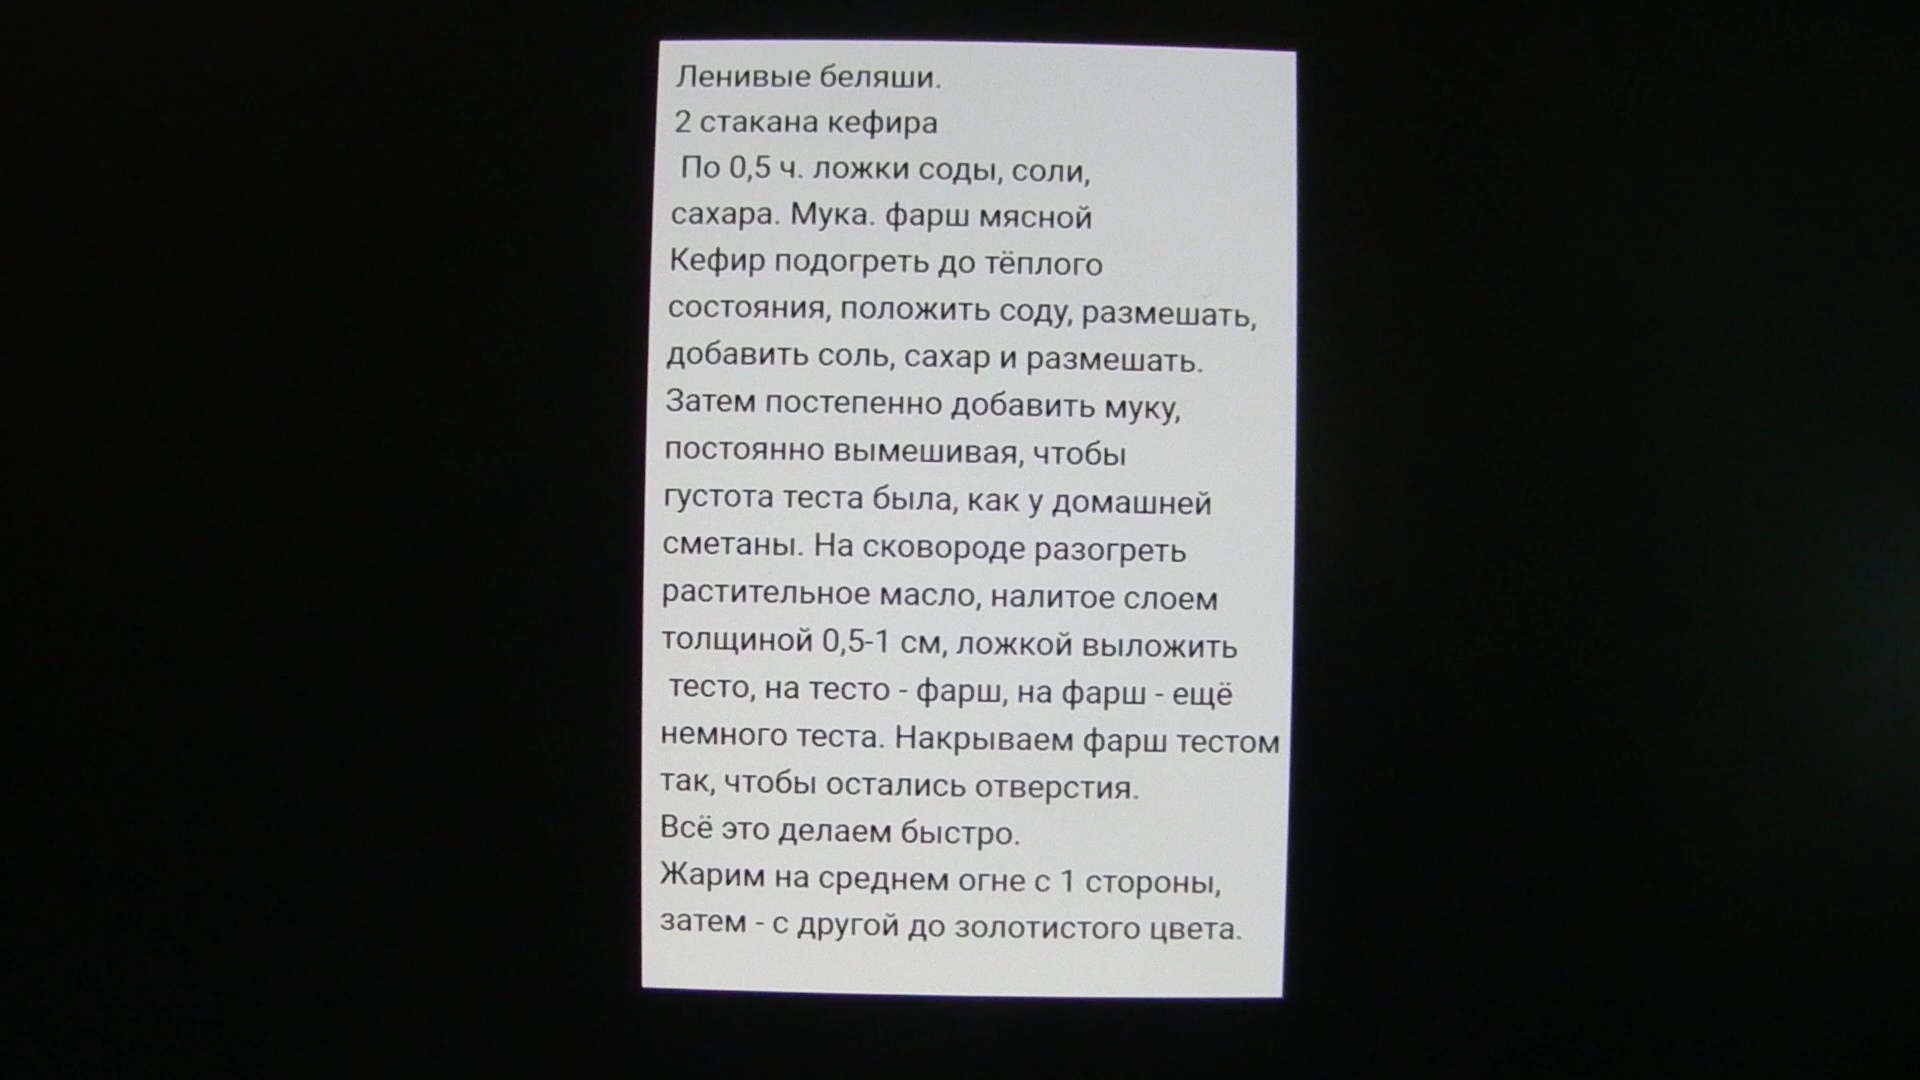 Ленивые беляши.
2 стакана кефира
По 0,5 ч. ложки соды, соли,
сахара. Мука. фарш мясной
Кефир подогреть до тёплого
состояния, положить соду, размешать,
добавить соль, сахар и размешать.
Затем постепенно добавить муку,
постоянно вымешивая, чтобы
густота теста была, как у домашней
сметаны. На сковороде разогреть
растительное масло, налитое слоем
толщиной 0,5-1 см, ложкой выложить
тесто, на тесто - фарш, на фарш - ещё
немного теста. Накрываем фарш тестом
так, чтобы остались отверстия.
Всё это делаем быстро.
Жарим на среднем огне с 1 стороны,
затем - с другой до золотистого цвета.